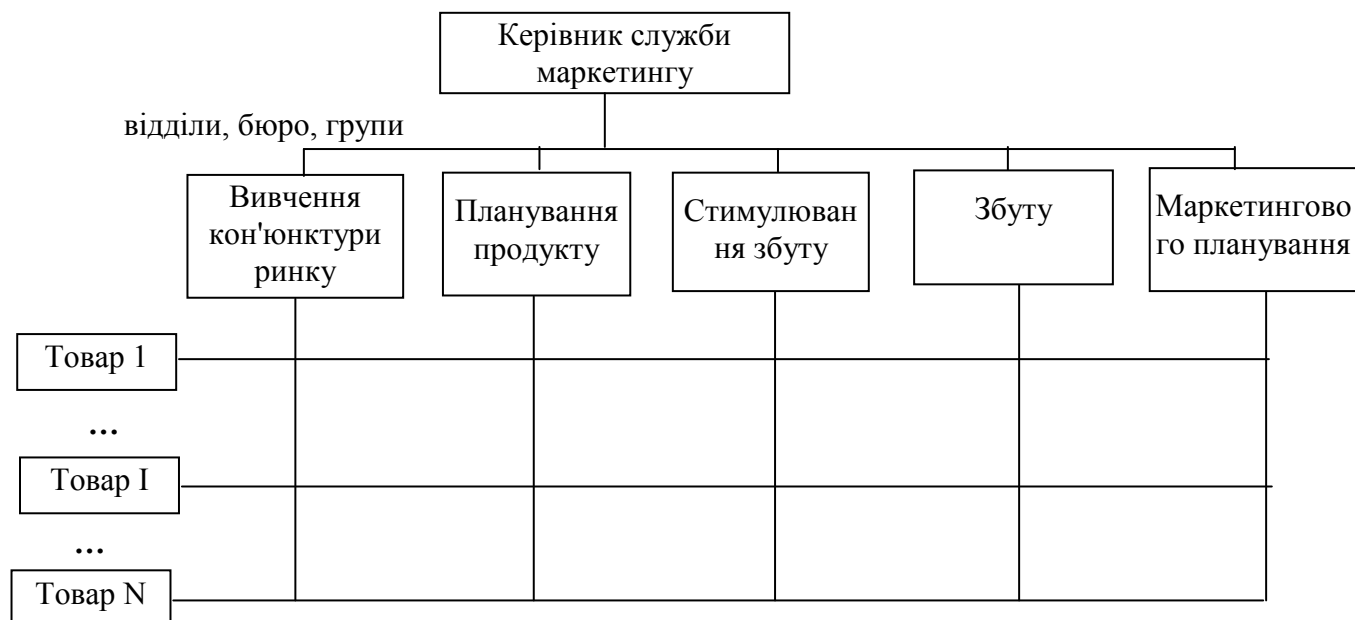 Керівник служби
маркетингу
відділи, бюро, групи
Вивчення
кон'юнктури
ринку
Планування
продукту
Стимулюван
ня збуту
Збуту
Маркетингово
го планування
Товар 1
...
Товар І
...
Товар N